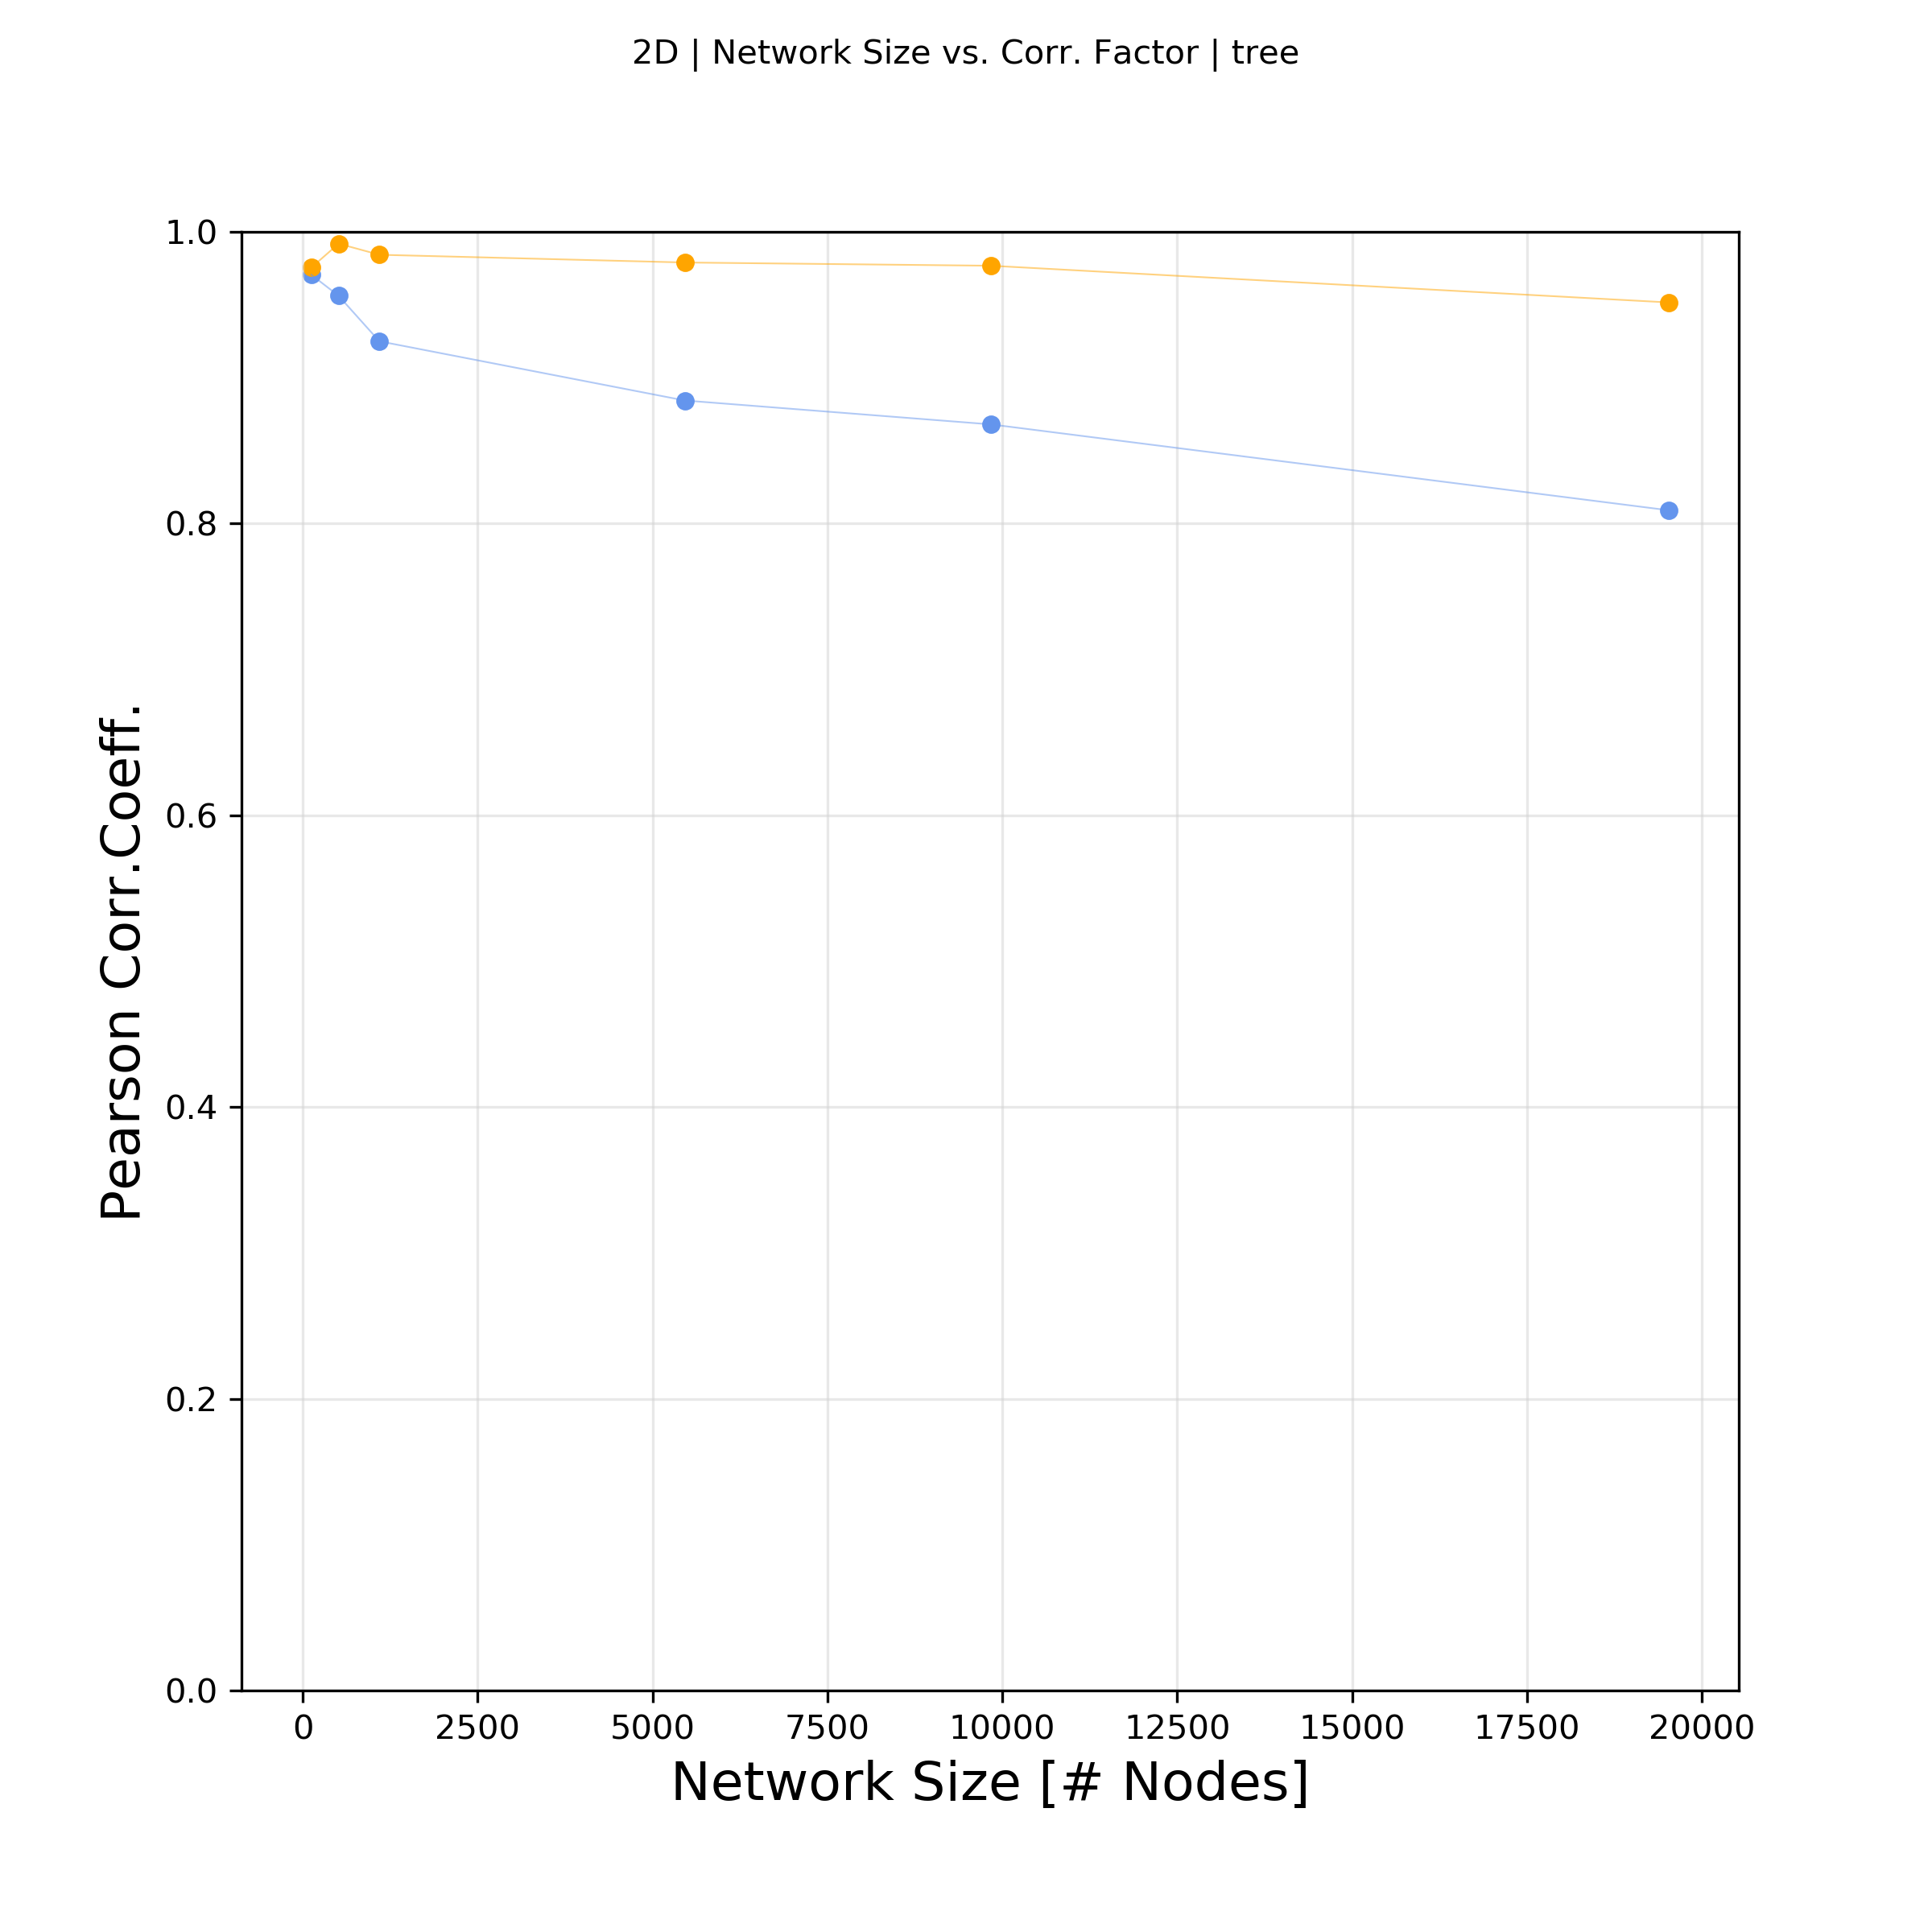 2D | Network Size vs. Corr. Factor | tree
1.0
0.8
0.6
0.4
0.2
0.0
Pearson Corr.Coeff.
0 2500 5000 7500 10000 12500 15000 17500 20000
Network Size [# Nodes]